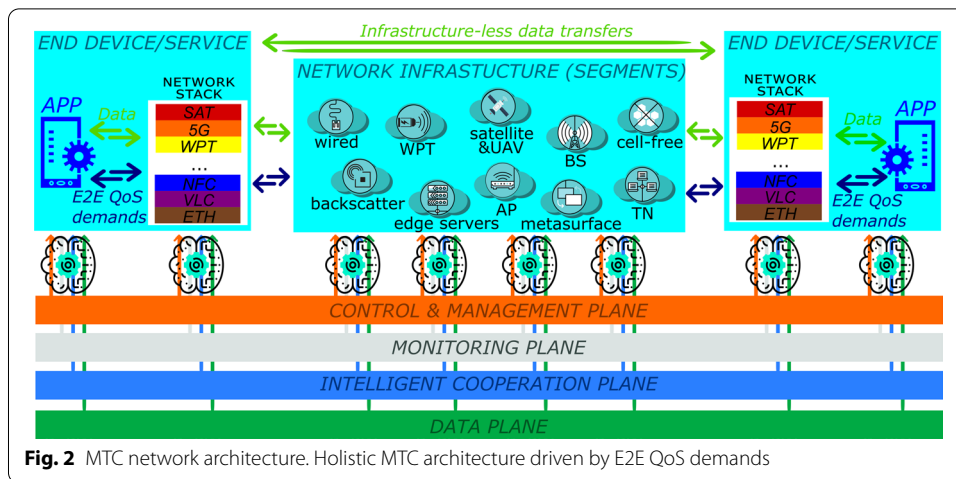 Infrastructure-less data transfers
END DEVICE/SERVICE
END DEVICE/SERVICE
NETWORK INFRASTUCTURE (SEGMENTS)
NETWORK
STACK
SAT
5G
WPT
...
NFC
VLC
ETH
APP
Data
E2E QoS
demands
wired
WPT
satellite
&UAV
BS
cell-free
backscatter
edge servers
AP
metasurface
TN
NETWORK
STACK
SAT
5G
WPT
...
NFC
VLC
ETH
APP
Data
E2E QoS
demands
CONTROL & MANAGEMENT PLANE
MONITORING PLANE
INTELLIGENT COOPERATION PLANE
DATA PLANE
Fig. 2 MTC network architecture. Holistic MTC architecture driven by E2E QoS demands